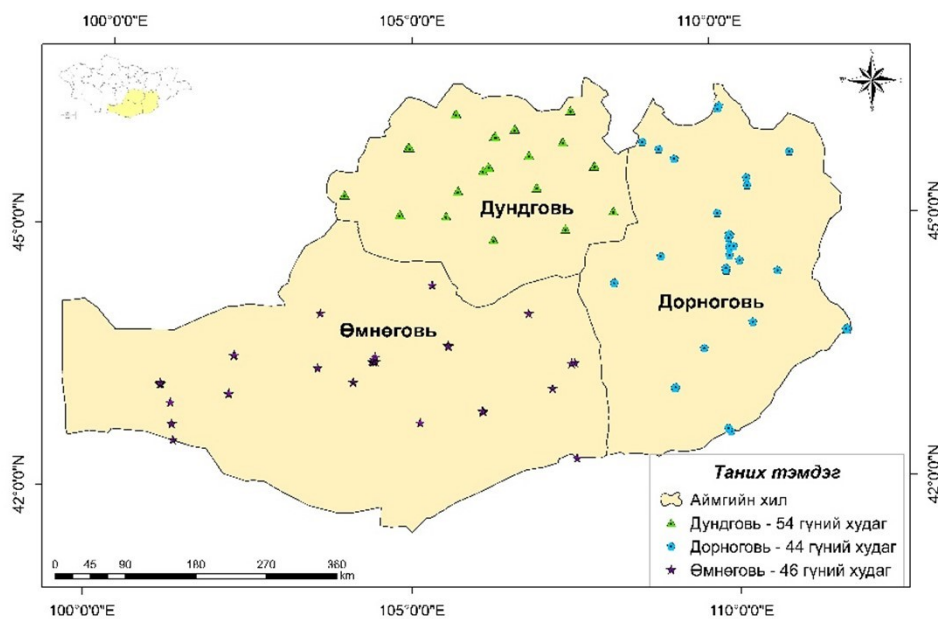 100°0'0"E 105°0'0"E 110°0'0"E
45°0'0"N 45°0'0"N
Дундговь
Дорноговь
Өмнөговь
42°0'0"N 42°0'0"N
Таних тэмдэг
Аймгийн хил
Дундговь - 54 гүний худаг
Дорноговь - 44 гүний худаг
Өмнөговь - 46 гүний худаг
0 45 90 180 270 360
km
100°0'0"E 105°0'0"E 110°0'0"E